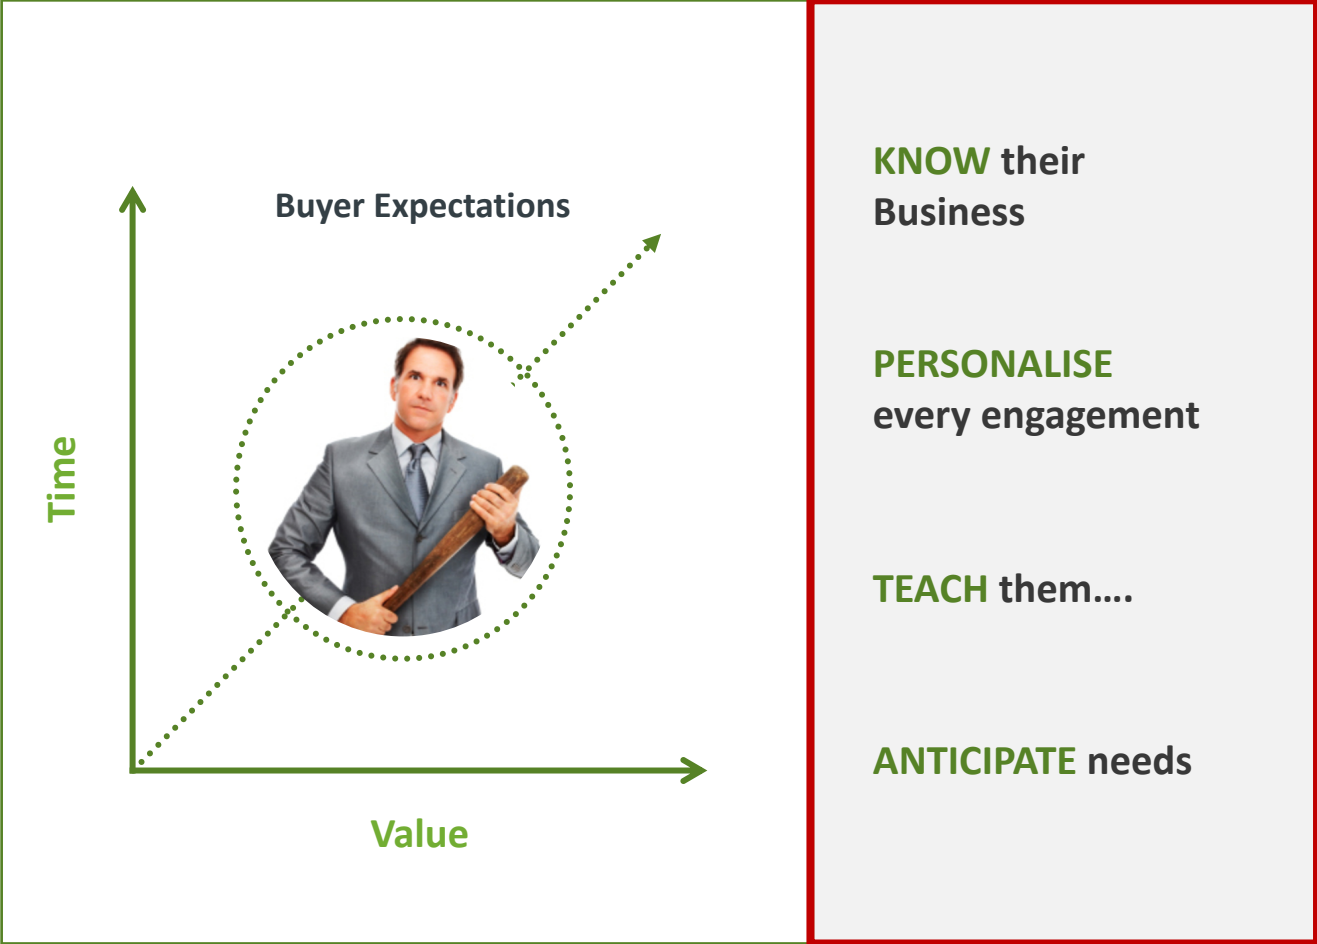 Buyer Expectations
Time
Value
KNOW their
Business
PERSONALISE
every engagement
TEACH them....
ANTICIPATE needs